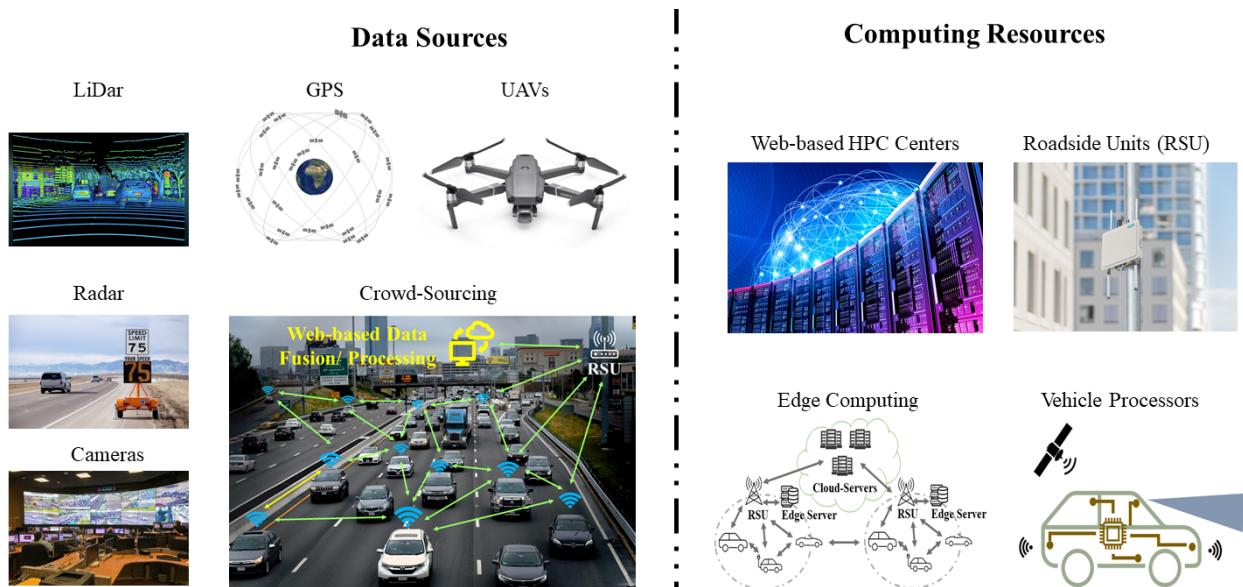 Data Sources
LiDar
GPS
UAVs
Radar
SPEED
LIMIT
75
YOUR SPEED
75
Crowd-Sourcing
Web-based Data
Fusion/ Processing
RSU
Cameras
Computing Resources
Web-based HPC Centers
Roadside Units (RSU)
Edge Computing
Cloud-Servers
RSU
Edge Server
RSU
Edge Server
Vehicle Processors